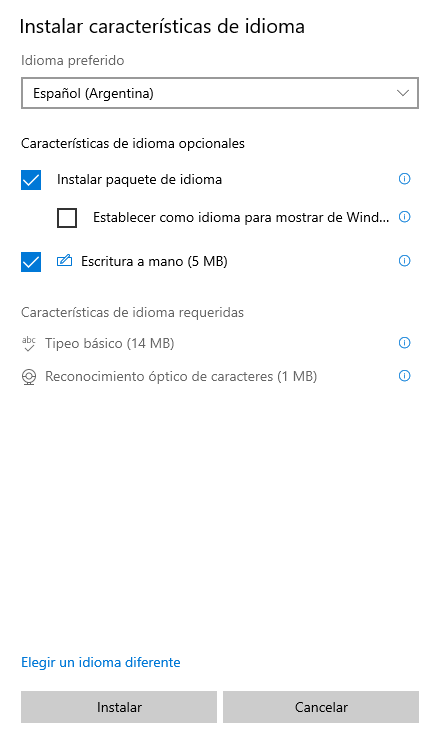 Instalar características de idioma
Idioma preferido
Español (Argentina)
Características de idioma opcionales
Instalar paquete de idioma
Establecer como idioma para mostrar de Wind...
Escritura a mano (5 MB)
Características de idioma requeridas
abc
Tipeo básico (14 MB)
Reconocimiento óptico de caracteres (1 MB)
Elegir un idioma diferente
Instalar
Cancelar